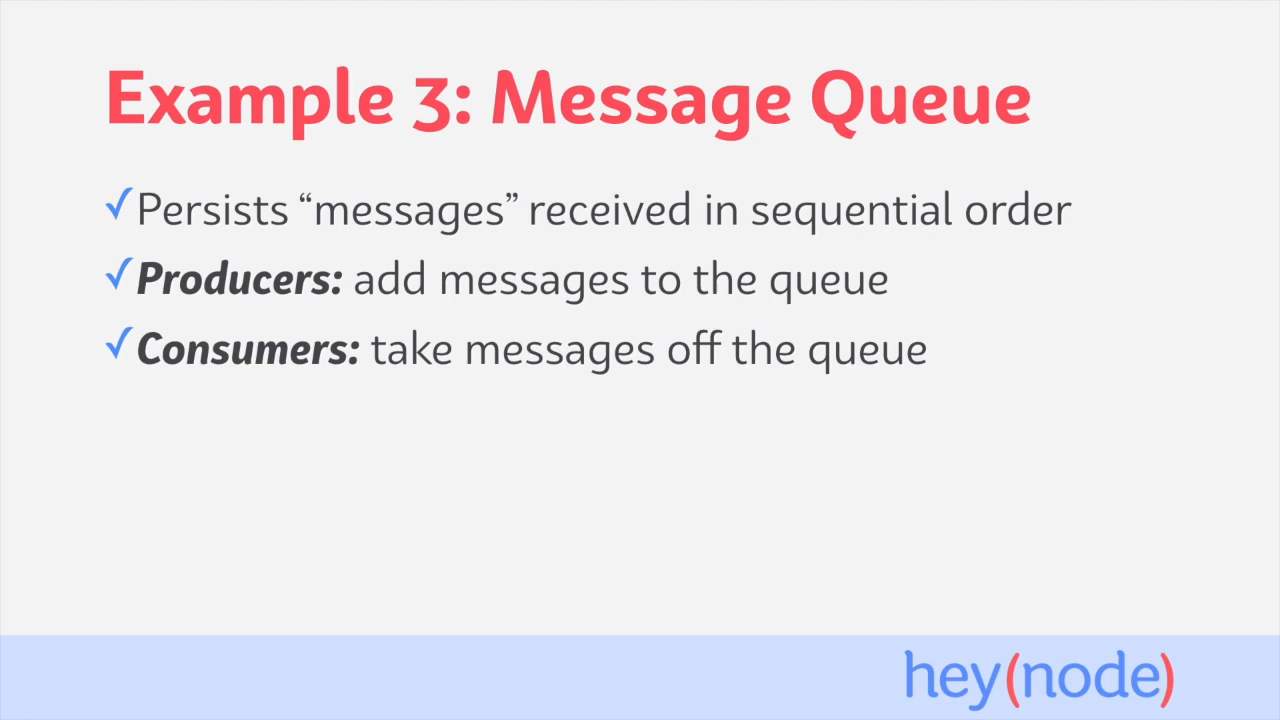 Example 3: Message Queue
✓Persists “messages” received in sequential order
✓Producers: add messages to the queue
✓Consumers: take messages off the queue
hey(node)